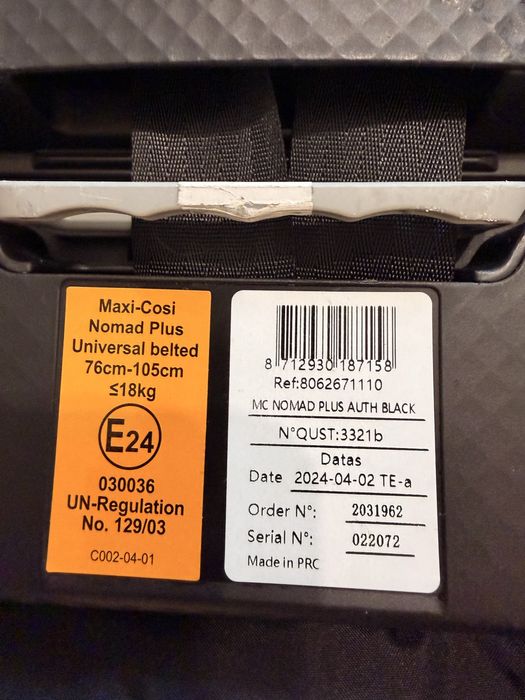 Maxi-Cosi
Nomad Plus
Universal belted
76cm-105cm
≤18kg
E24
030036
UN-Regulation
No. 129/03
C002-04-01
8 712930 187158
Ref:8062671110
MC NOMAD PLUS AUTH BLACK
N°QUST:3321b
Datas
Date 2024-04-02 TE-a
Order N°: 2031962
Serial N°: 022072
Made in PRC